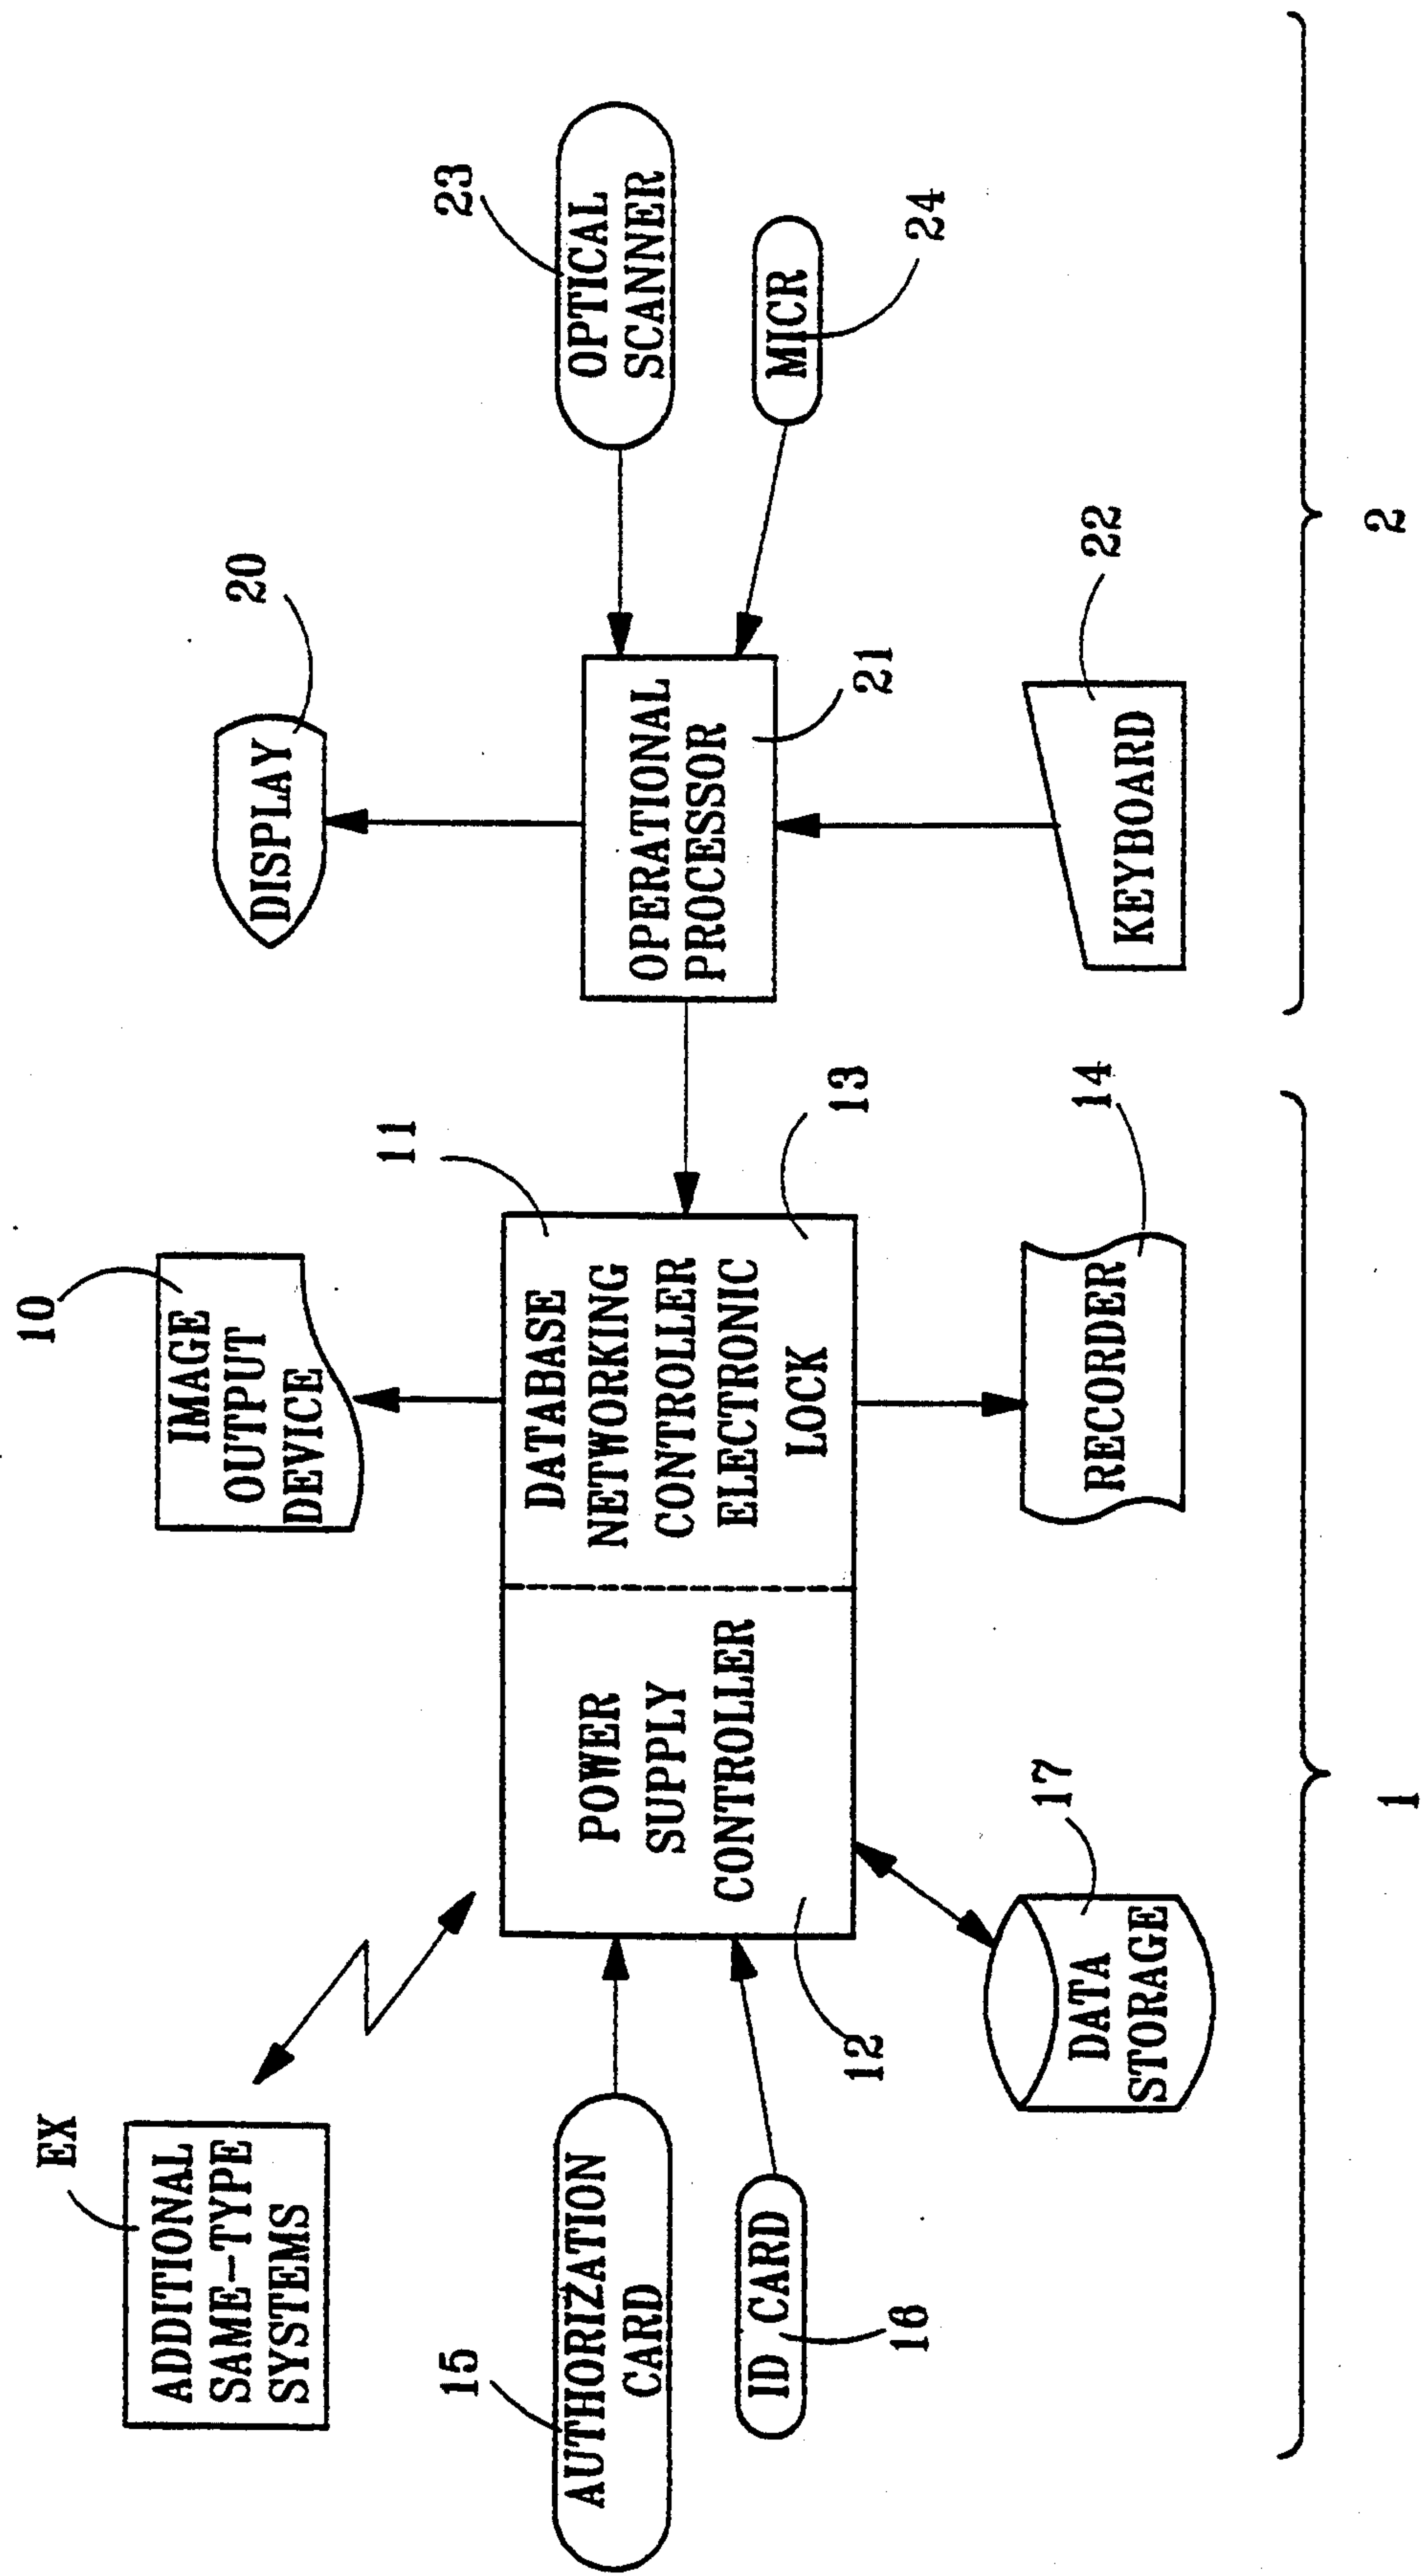 EX
ADDITIONAL
SAME-TYPE
SYSTEMS
10
IMAGE
OUTPUT
DEVICE
20
DISPLAY
15
AUTHORIZATION
CARD
ID CARD
16
12
POWER
SUPPLY
CONTROLLER
11
DATABASE
NETWORKING
CONTROLLER
ELECTRONIC
LOCK
13
OPERATIONAL
PROCESSOR
21
23
OPTICAL
SCANNER
MICR
24
17
DATA
STORAGE
14
RECORDER
22
KEYBOARD
1
2